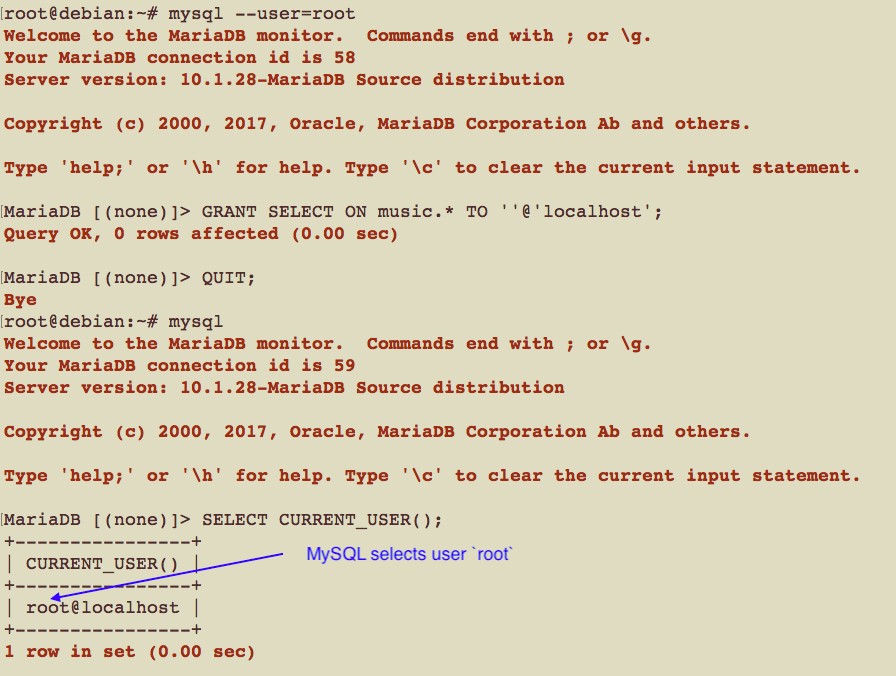 root@debian:~# mysql --user=root
Welcome to the MariaDB monitor.  Commands end with ; or \g.
Your MariaDB connection id is 58
Server version: 10.1.28-MariaDB Source distribution
Copyright (c) 2000, 2017, Oracle, MariaDB Corporation Ab and others.
Type 'help;' or '\h' for help. Type '\c' to clear the current input statement.
MariaDB [(none)]> GRANT SELECT ON music.* TO ''@'localhost';
Query OK, 0 rows affected (0.00 sec)
MariaDB [(none)]> QUIT;
Bye
root@debian:~# mysql
Welcome to the MariaDB monitor.  Commands end with ; or \g.
Your MariaDB connection id is 59
Server version: 10.1.28-MariaDB Source distribution
Copyright (c) 2000, 2017, Oracle, MariaDB Corporation Ab and others.
Type 'help;' or '\h' for help. Type '\c' to clear the current input statement.
MariaDB [(none)]> SELECT CURRENT_USER();
+----------------+
| CURRENT_USER() |
MySQL selects user `root`
+----------------+
| root@localhost |
+----------------+
1 row in set (0.00 sec)